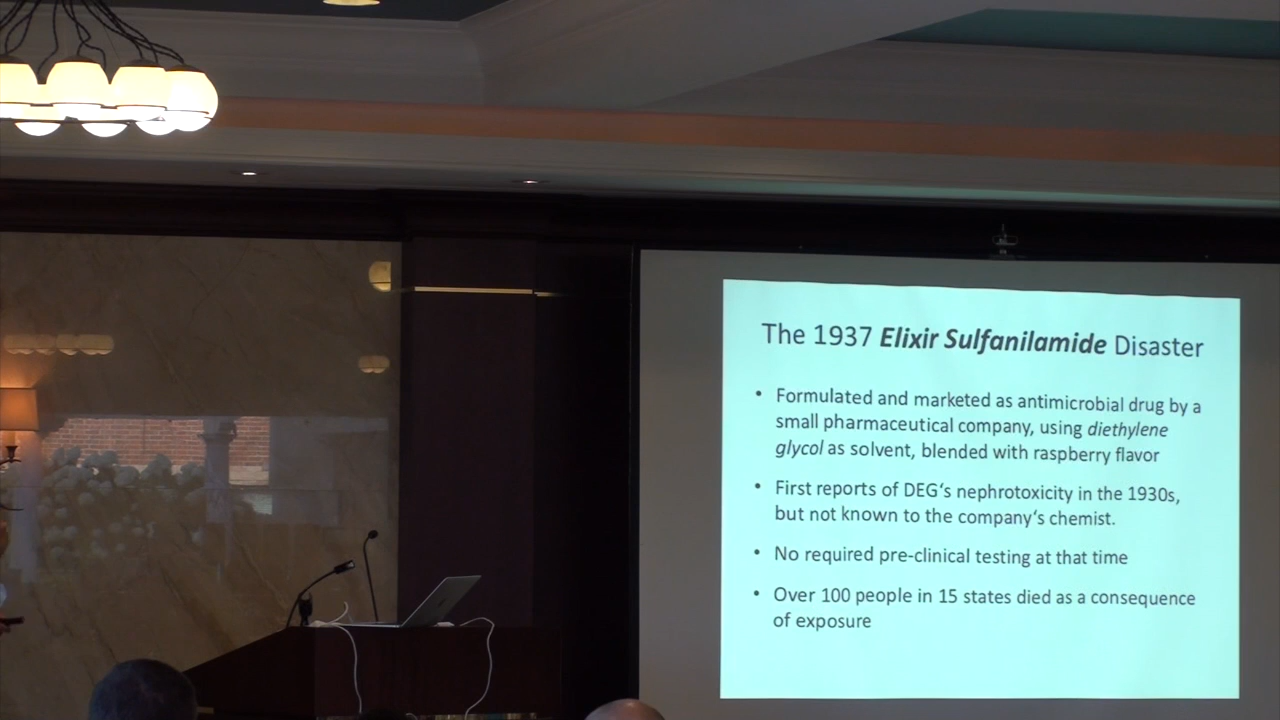 The 1937 Elixir Sulfanilamide Disaster
• Formulated and marketed as antimicrobial drug by a
small pharmaceutical company, using diethylene
glycol as solvent, blended with raspberry flavor
• First reports of DEG‘s nephrotoxicity in the 1930s,
but not known to the company‘s chemist.
• No required pre-clinical testing at that time
• Over 100 people in 15 states died as a consequence
of exposure